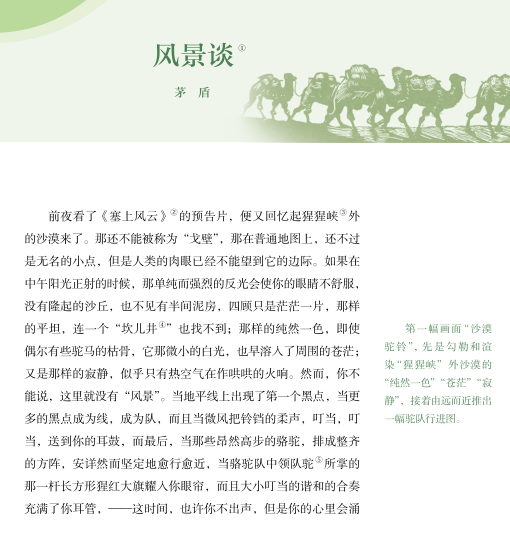 风景谈①
茅 盾
前夜看了《塞上风云》②的预告片，便又回忆起猩猩峡③外
的沙漠来了。那还不能被称为“戈壁”，那在普通地图上，还不过
是无名的小点，但是人类的肉眼已经不能望到它的边际。如果在
中午阳光正射的时候，那单纯而强烈的反光会使你的眼睛不舒服，
没有隆起的沙丘，也不见有半间泥房，四顾只是茫茫一片，那样
的平坦，连一个“坎儿井④”也找不到；那样的纯然一色，即使
偶尔有些驼马的枯骨，它那微小的白光，也早溶入了周围的苍茫；
又是那样的寂静，似乎只有热空气在作哄哄的火响。然而，你不
能说，这里就没有“风景”。当地平线上出现了第一个黑点，当更
多的黑点成为线，成为队，而且当微风把铃铛的柔声，叮当，叮
当，送到你的耳鼓，而最后，当那些昂然高步的骆驼，排成整齐
的方阵，安详然而坚定地愈行愈近，当骆驼队中领队驼⑤所掌的
那一杆长方形猩红大旗耀入你眼帘，而且大小叮当的谐和的合奏
充满了你耳管，——这时间，也许你不出声，但是你的心里会涌
第一幅画面“沙漠
驼铃”，先是勾勒和渲
染“猩猩峡”外沙漠的
“纯然一色”“苍茫”“寂
静”，接着由远而近推出
一幅驼队行进图。